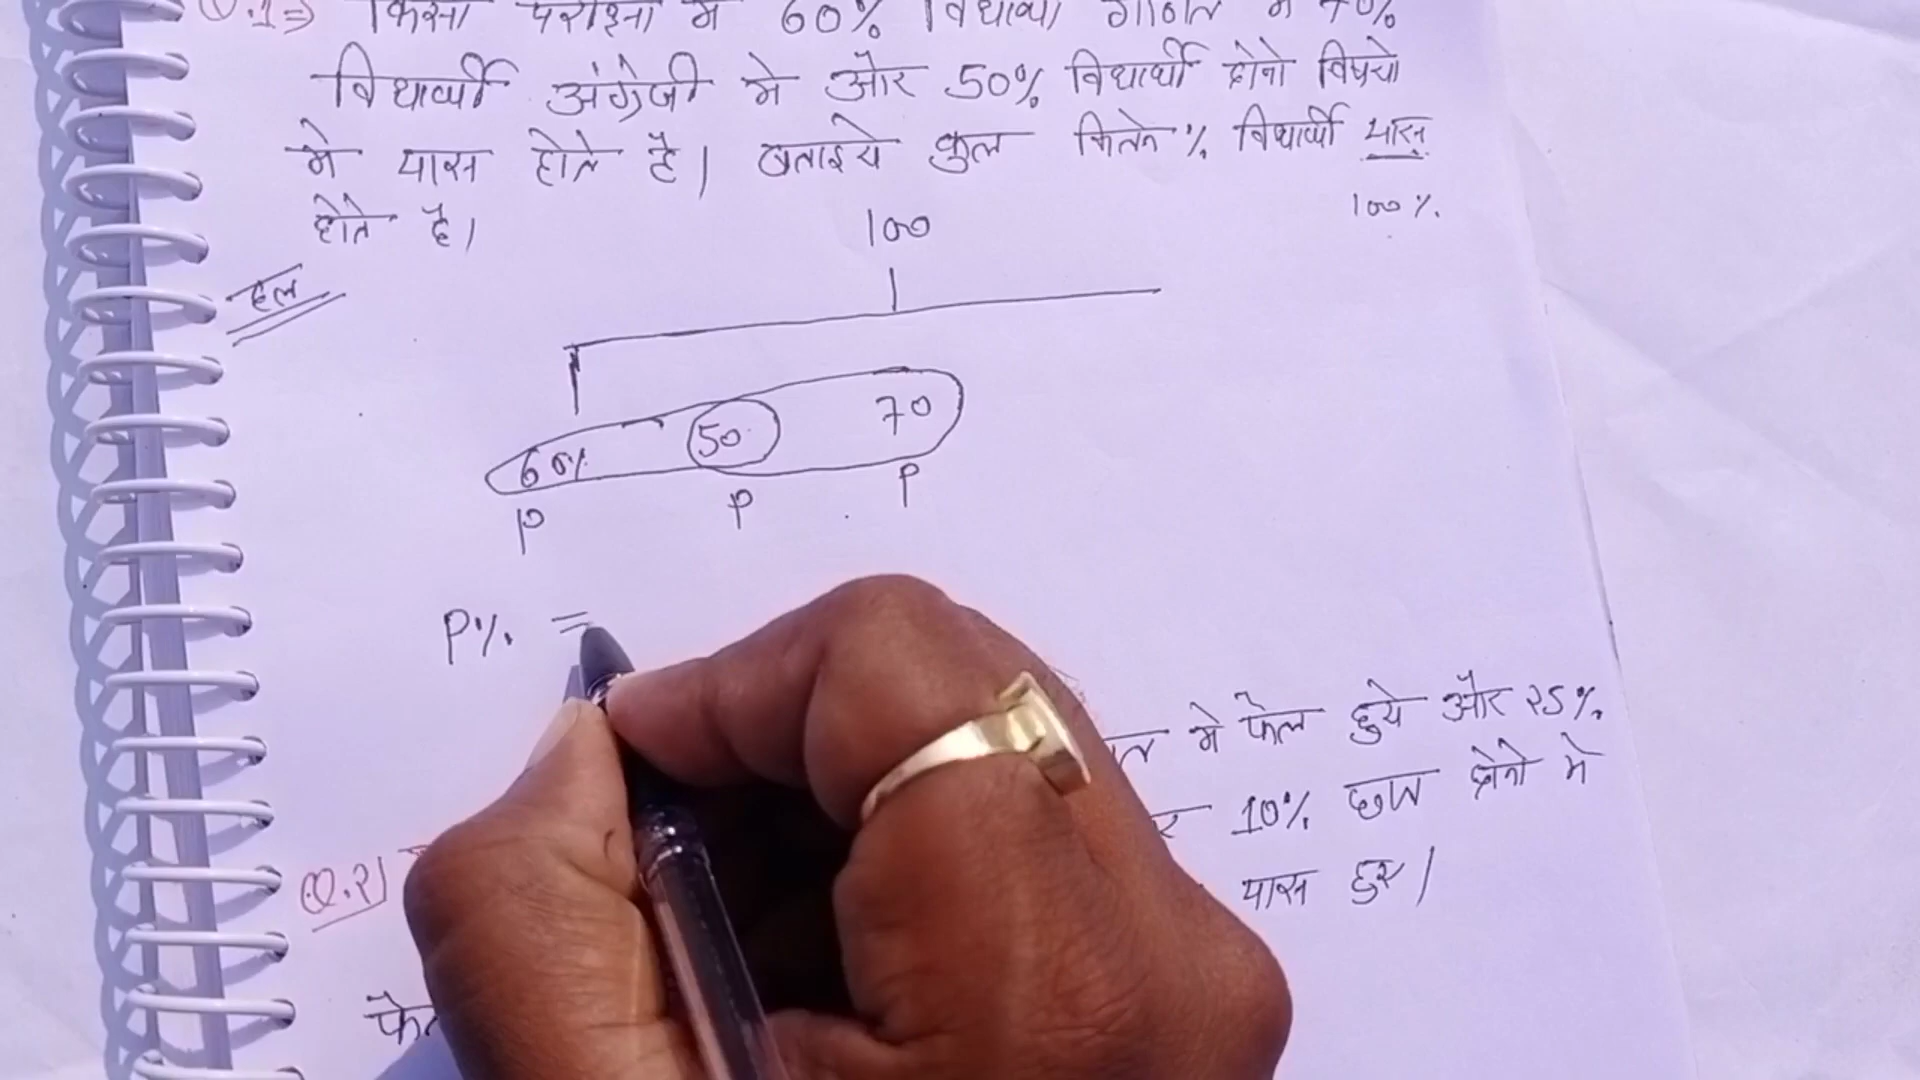 Q.1⇒ किसी परीक्षा में 60% विद्यार्थी गणित में 70%
विद्यार्थी अंग्रेजी मे और 50% विद्यार्थी दोनो विषयो
मे पास होते है। बताइये कुल कितने % विद्यार्थी पास
होते है।
100%.
100
हल
60% 50 70
P P P
P% =
मे फैल हुये और 25%
Q.2) 10% छात्र दोनो मे
पास हुए।